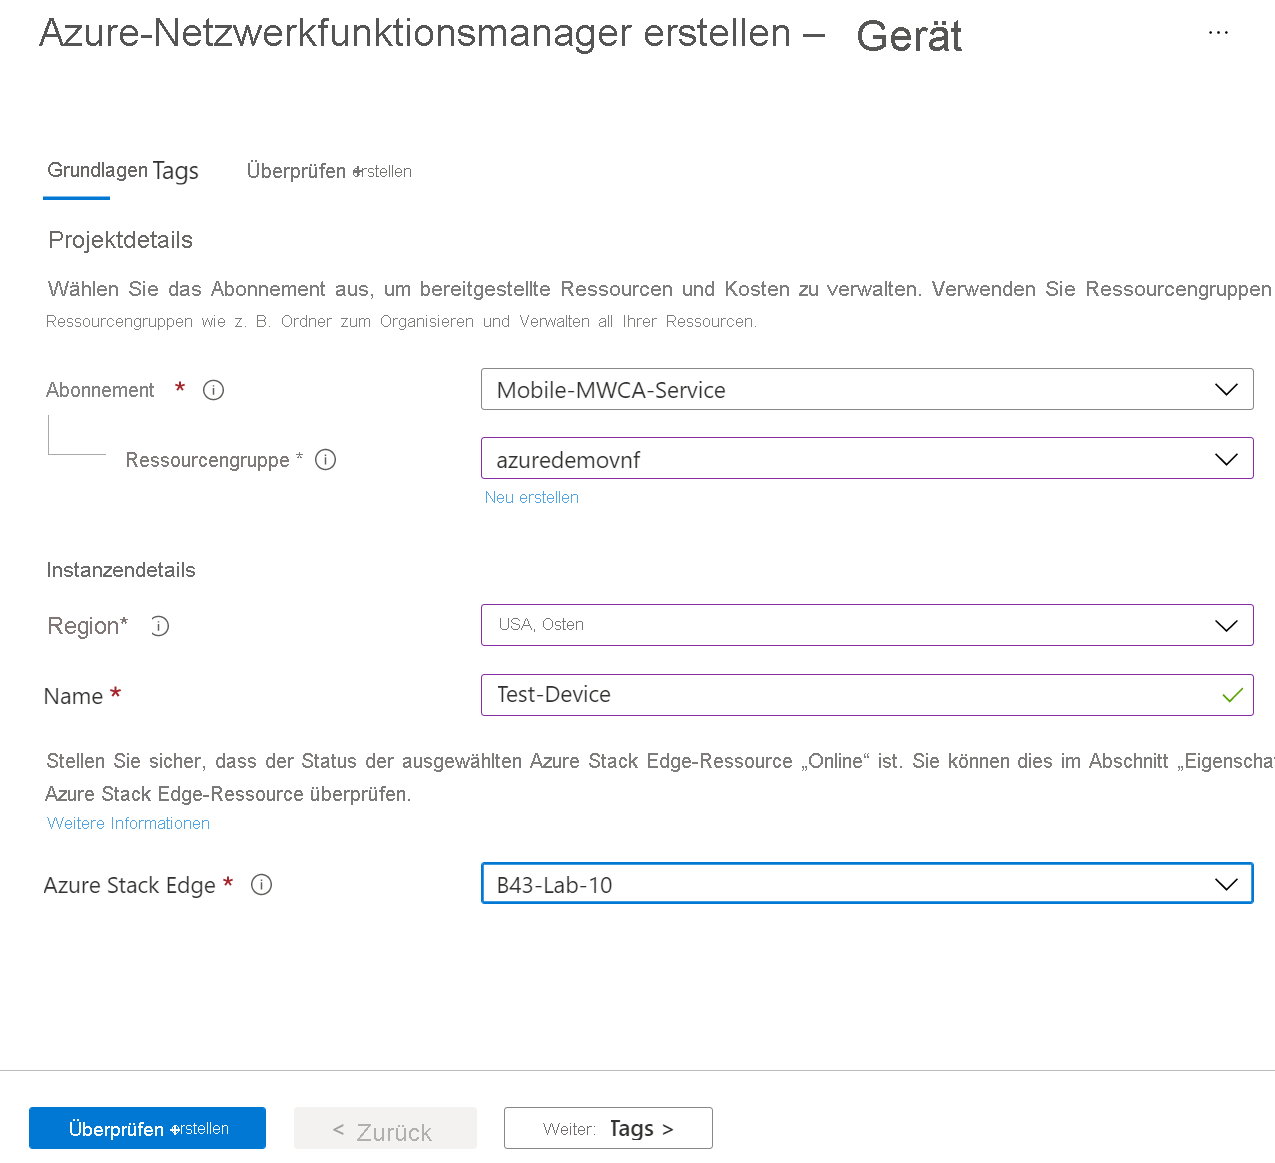 Azure-Netzwerkfunktionsmanager erstellen – Gerät ...
Grundlagen Tags Überprüfen + erstellen
Projektdetails
Wählen Sie das Abonnement aus, um bereitgestellte Ressourcen und Kosten zu verwalten. Verwenden Sie Ressourcengruppen
Ressourcengruppen wie z. B. Ordner zum Organisieren und Verwalten all Ihrer Ressourcen.
Abonnement * Mobile-MWCA-Service
Ressourcengruppe * azuredemovnf
Neu erstellen
Instanzendetails
Region* USA, Osten
Name * Test-Device
Stellen Sie sicher, dass der Status der ausgewählten Azure Stack Edge-Ressource „Online“ ist. Sie können dies im Abschnitt „Eigenscha
Azure Stack Edge-Ressource überprüfen.
Weitere Informationen
Azure Stack Edge * B43-Lab-10
Überprüfen + erstellen < Zurück Weiter: Tags >